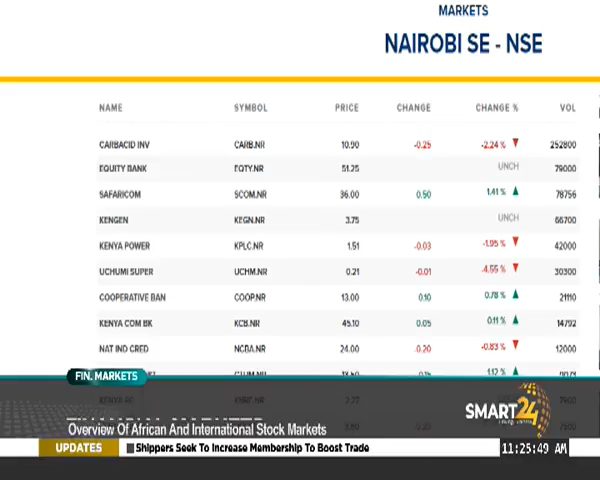 MARKETS
NAIROBI SE - NSE
NAME SYMBOL PRICE CHANGE CHANGE % VOL
CARBACID INV CARB.NR 10.90 -0.25 -2.24 % ▼ 252800
EQUITY BANK EQTY.NR 51.25 UNCH 79000
SAFARICOM SCOM.NR 36.00 0.50 1.41 % ▲ 78756
KENGEN KEGN.NR 3.75 UNCH 66700
KENYA POWER KPLC.NR 1.51 -0.03 -1.95 % ▼ 42000
UCHUMI SUPER UCHM.NR 0.21 -0.01 -4.55 % ▼ 30300
COOPERATIVE BAN COOP.NR 13.00 0.10 0.78 % ▲ 21110
KENYA COM BK KCB.NR 45.10 0.05 0.11 % ▲ 14792
NAT IND CRED NCBA.NR 24.00 -0.20 -0.83 % ▼ 12000
FIN. MARKETS
1.12 % ▲
SMART24
Overview Of African And International Stock Markets
UPDATES Shippers Seek To Increase Membership To Boost Trade 11:25:49 AM